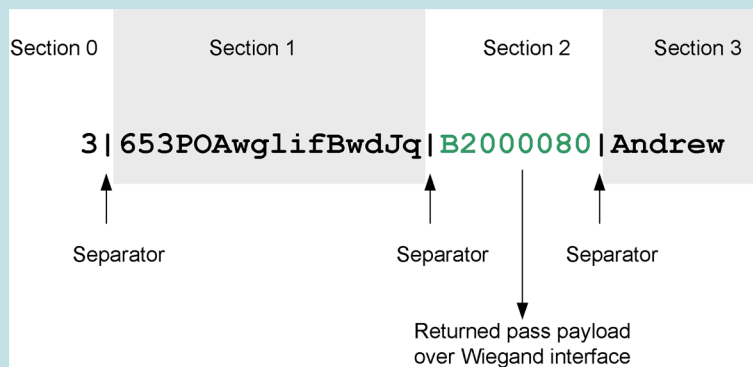 Section 0 Section 1 Section 2 Section 3
3|653POAwglifBwdJq|B2000080|Andrew
Separator Separator Separator
Returned pass payload
over Wiegand interface